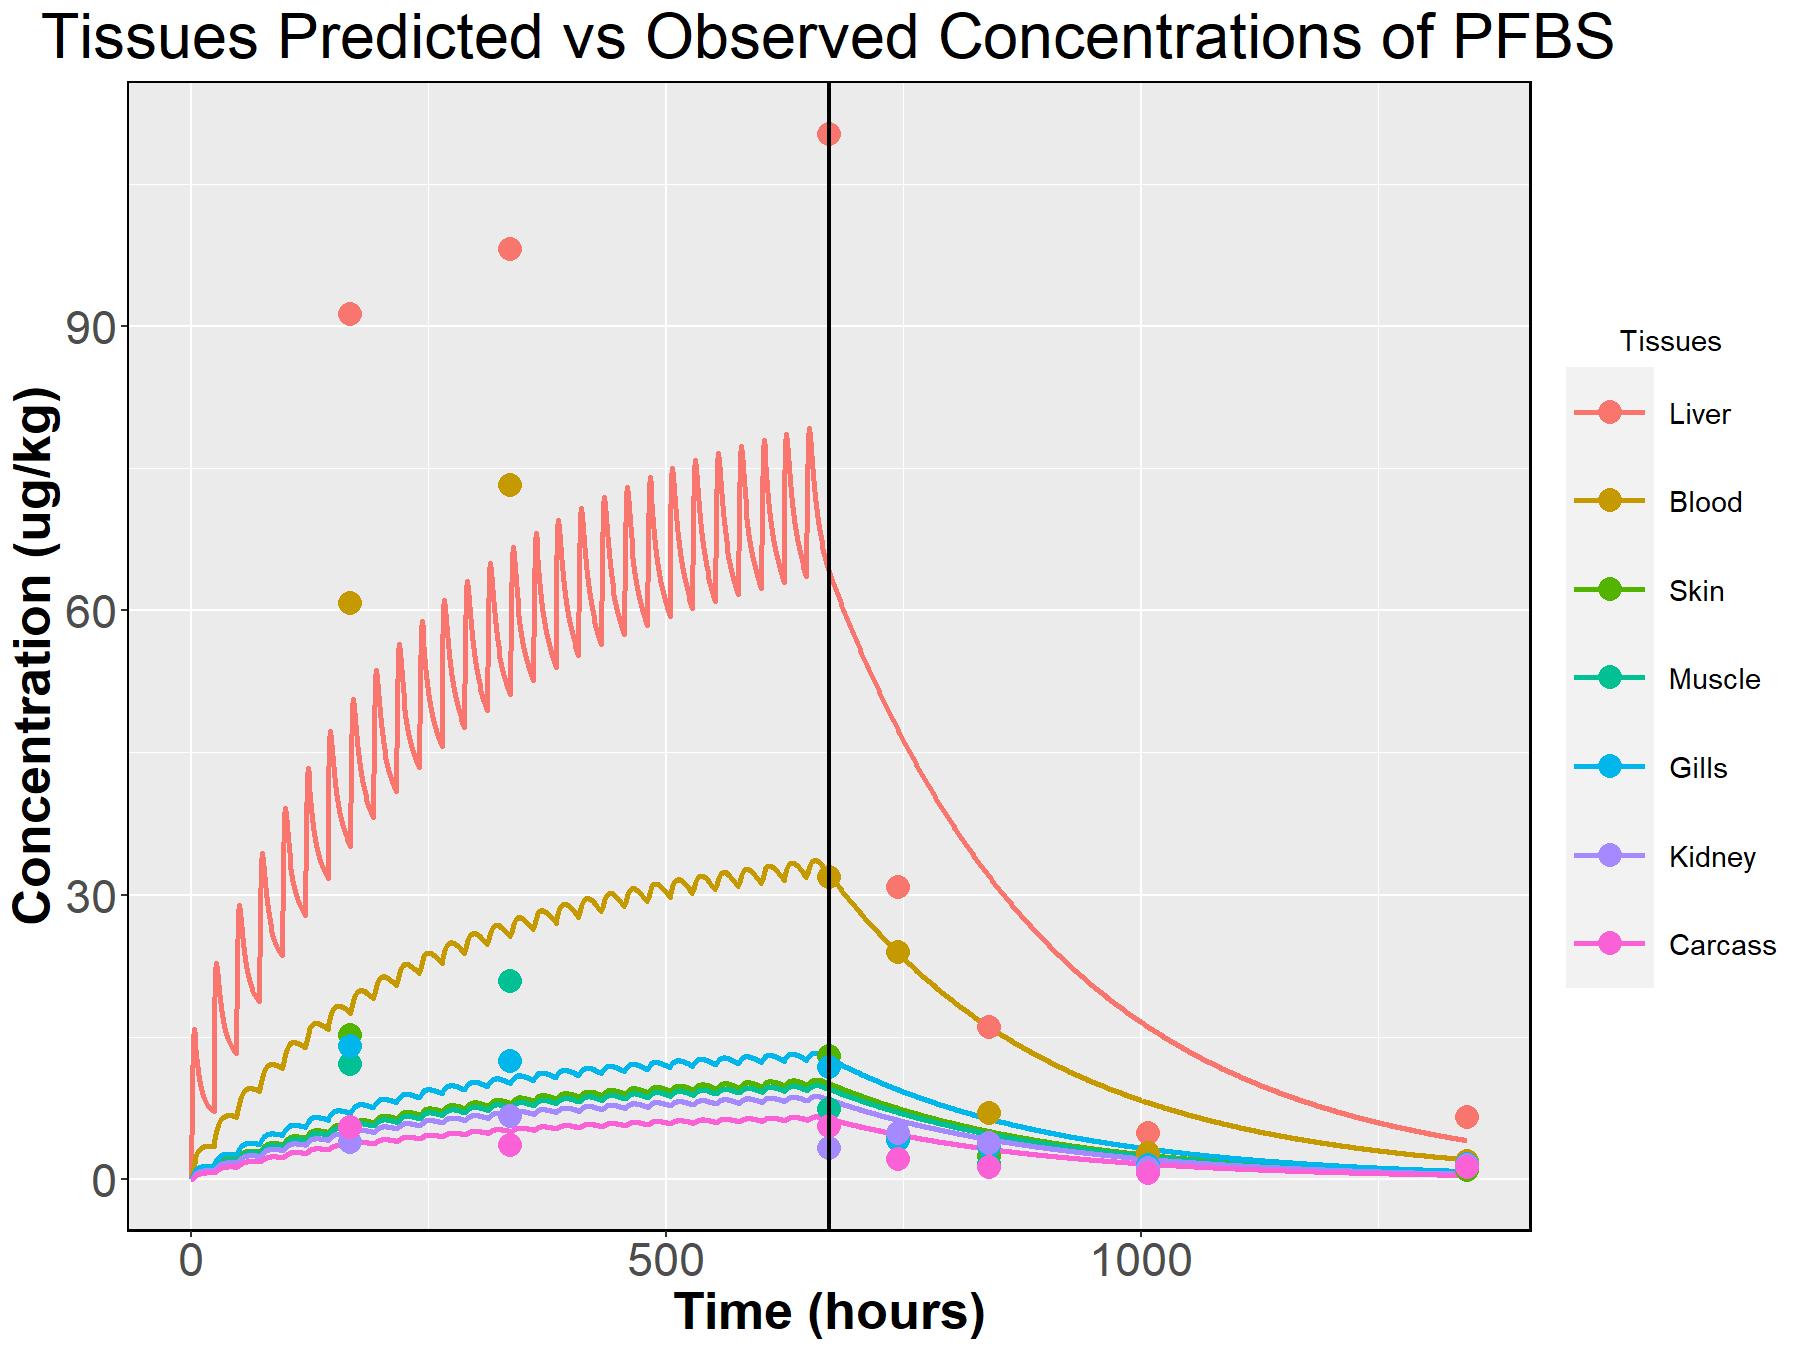 Tissues Predicted vs Observed Concentrations of PFBS
Concentration (ug/kg)
90
60
30
0
0 500 1000
Time (hours)
Tissues
Liver
Blood
Skin
Muscle
Gills
Kidney
Carcass